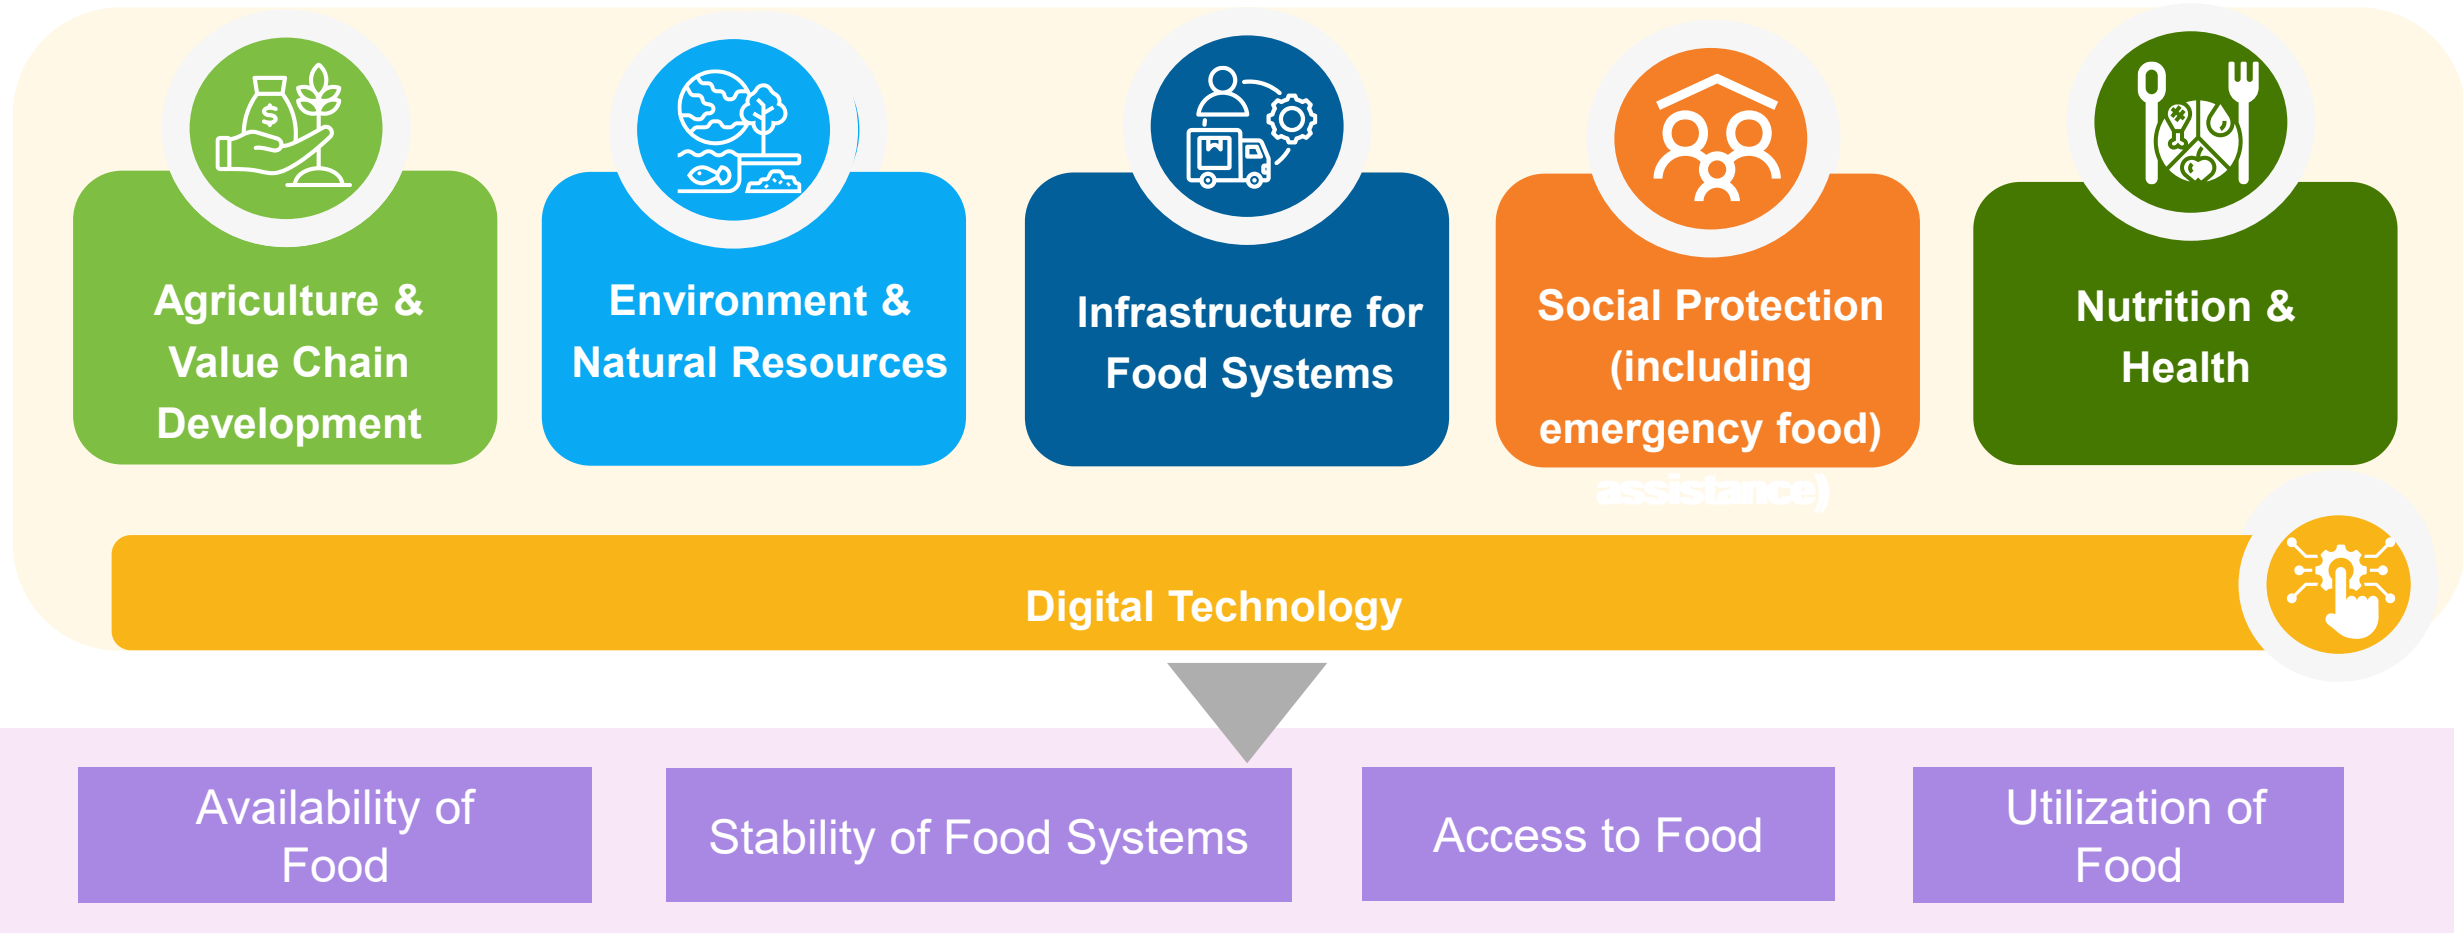 Agriculture &
Value Chain
Development
Environment &
Natural Resources
Infrastructure for
Food Systems
Social Protection
(including
emergency food)
assistance)
Nutrition &
Health
Digital Technology
Availability of
Food
Stability of Food Systems
Access to Food
Utilization of
Food